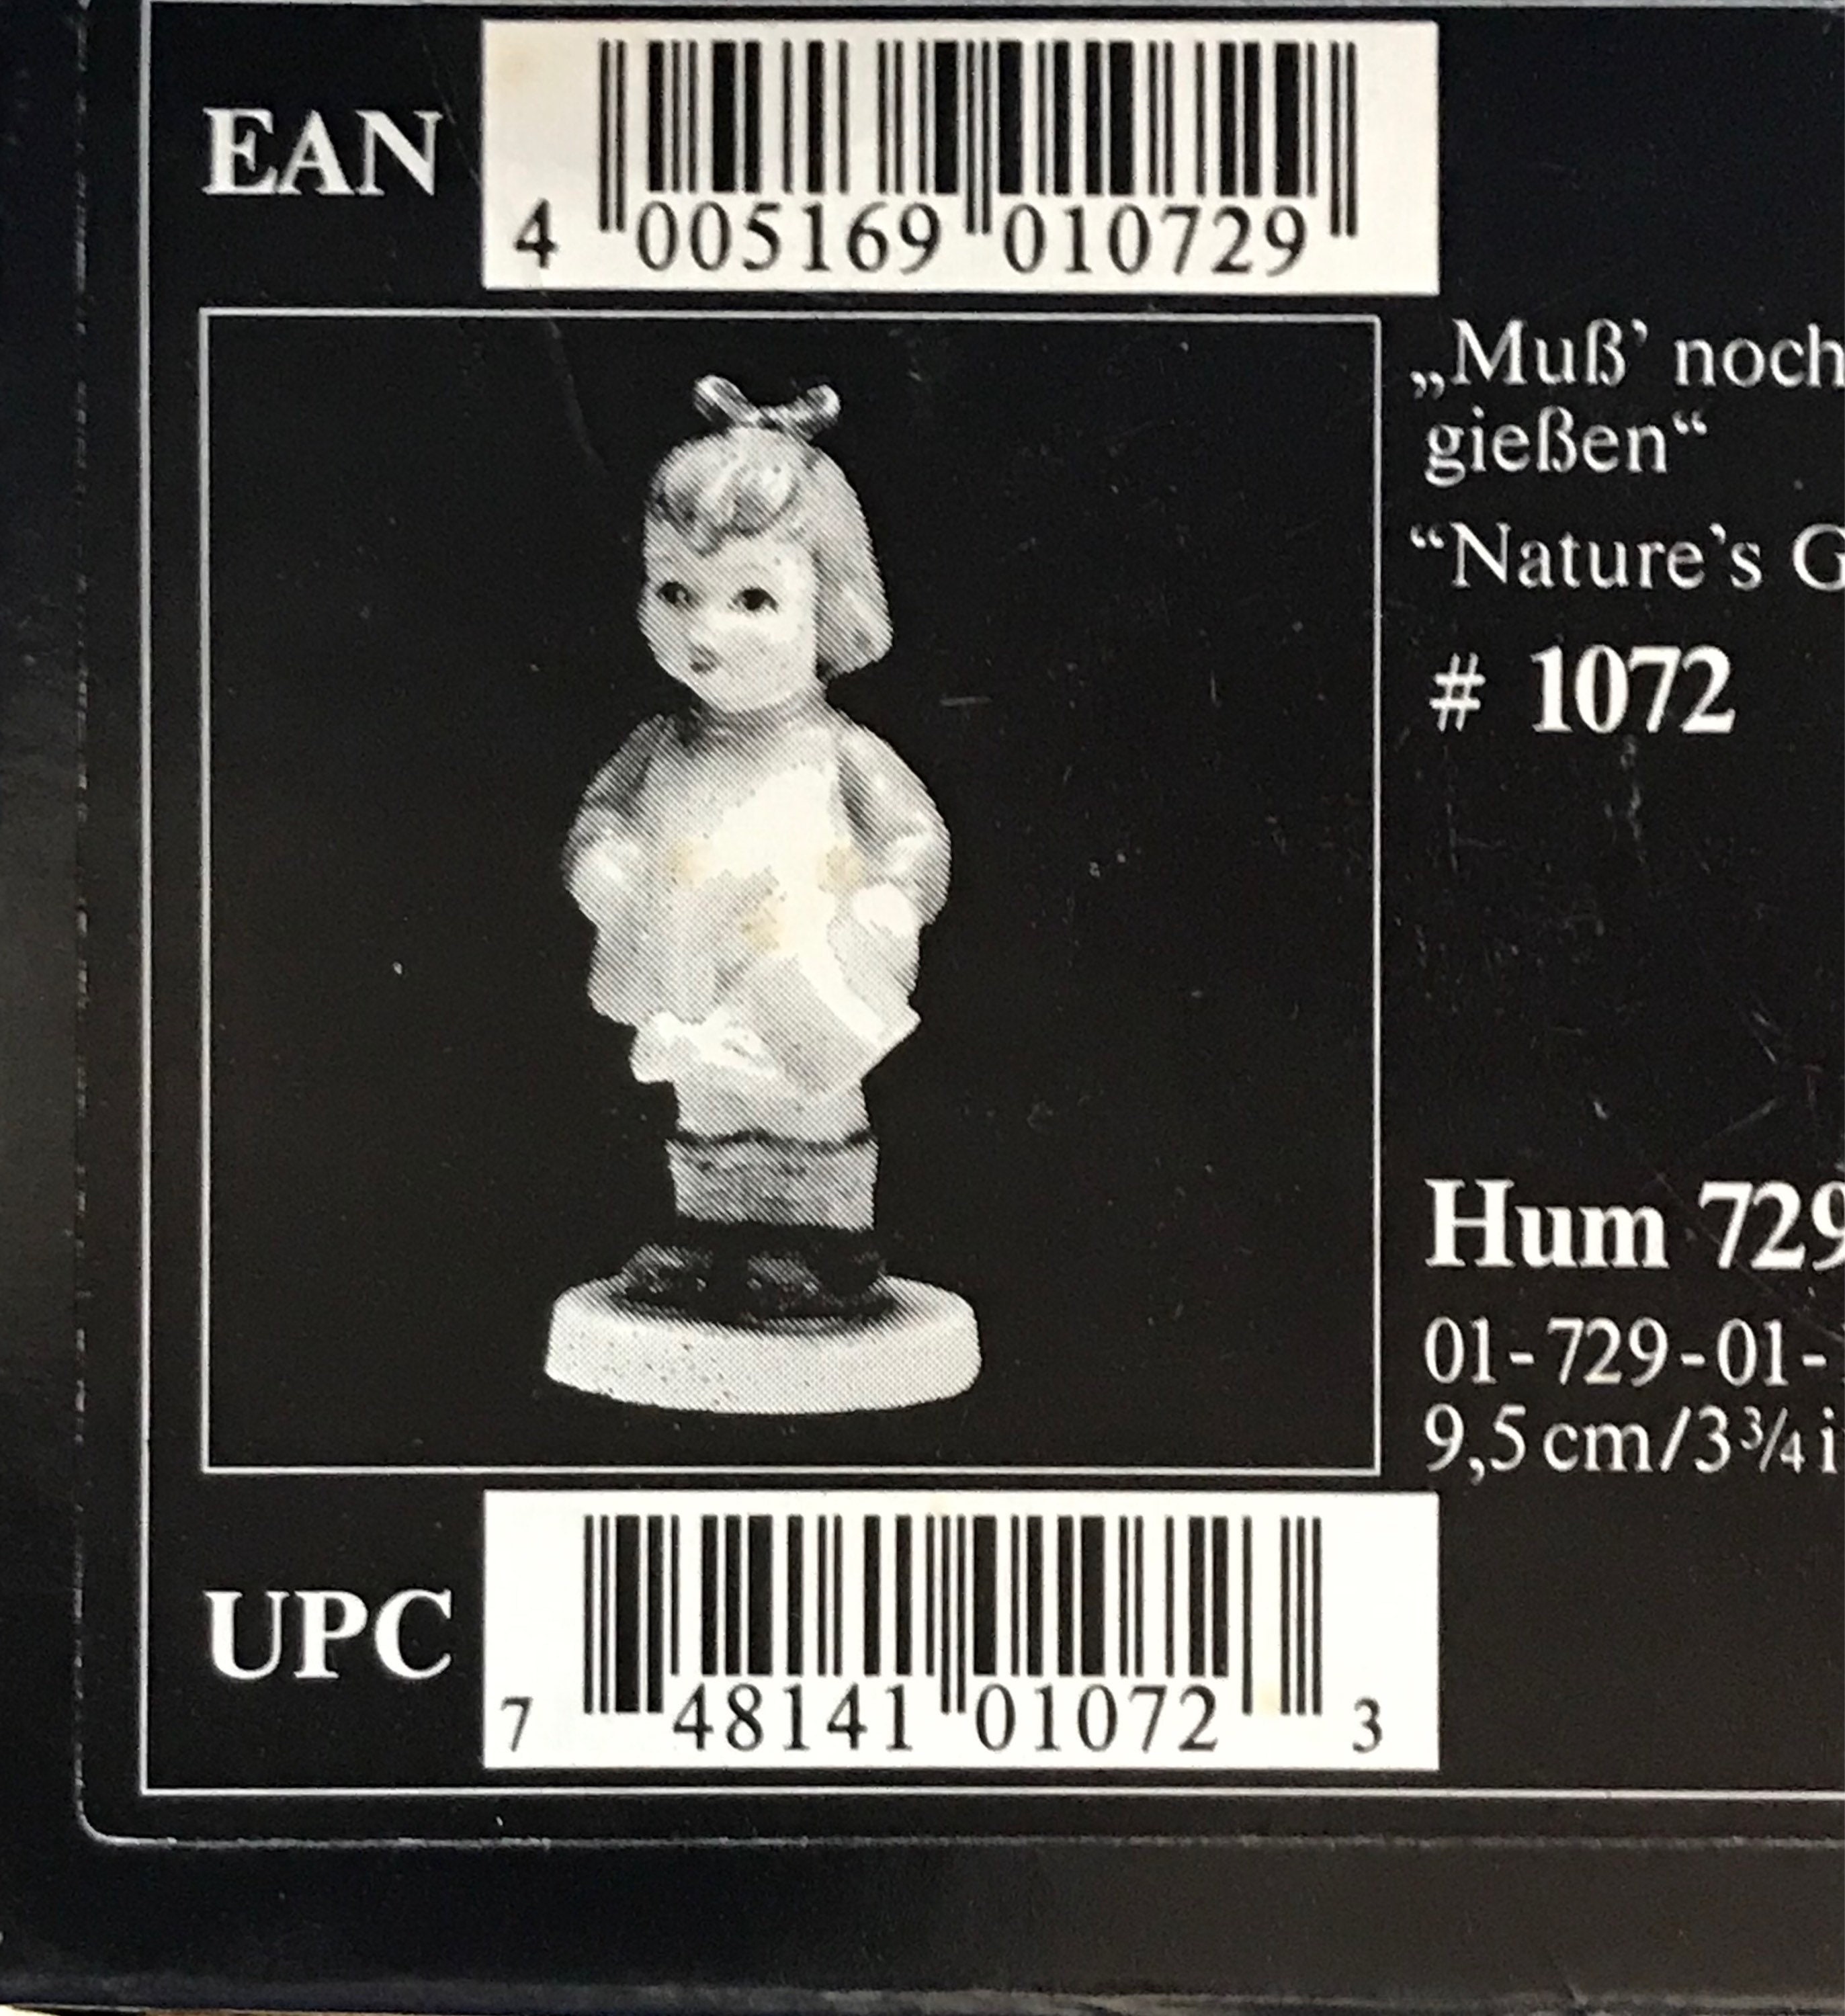 EAN
4 005169 010729
„Muß’ noch
gießen“
“Nature’s G
# 1072
Hum 729
01-729-01-
9,5 cm/3¾ i
UPC
7 48141 01072 3